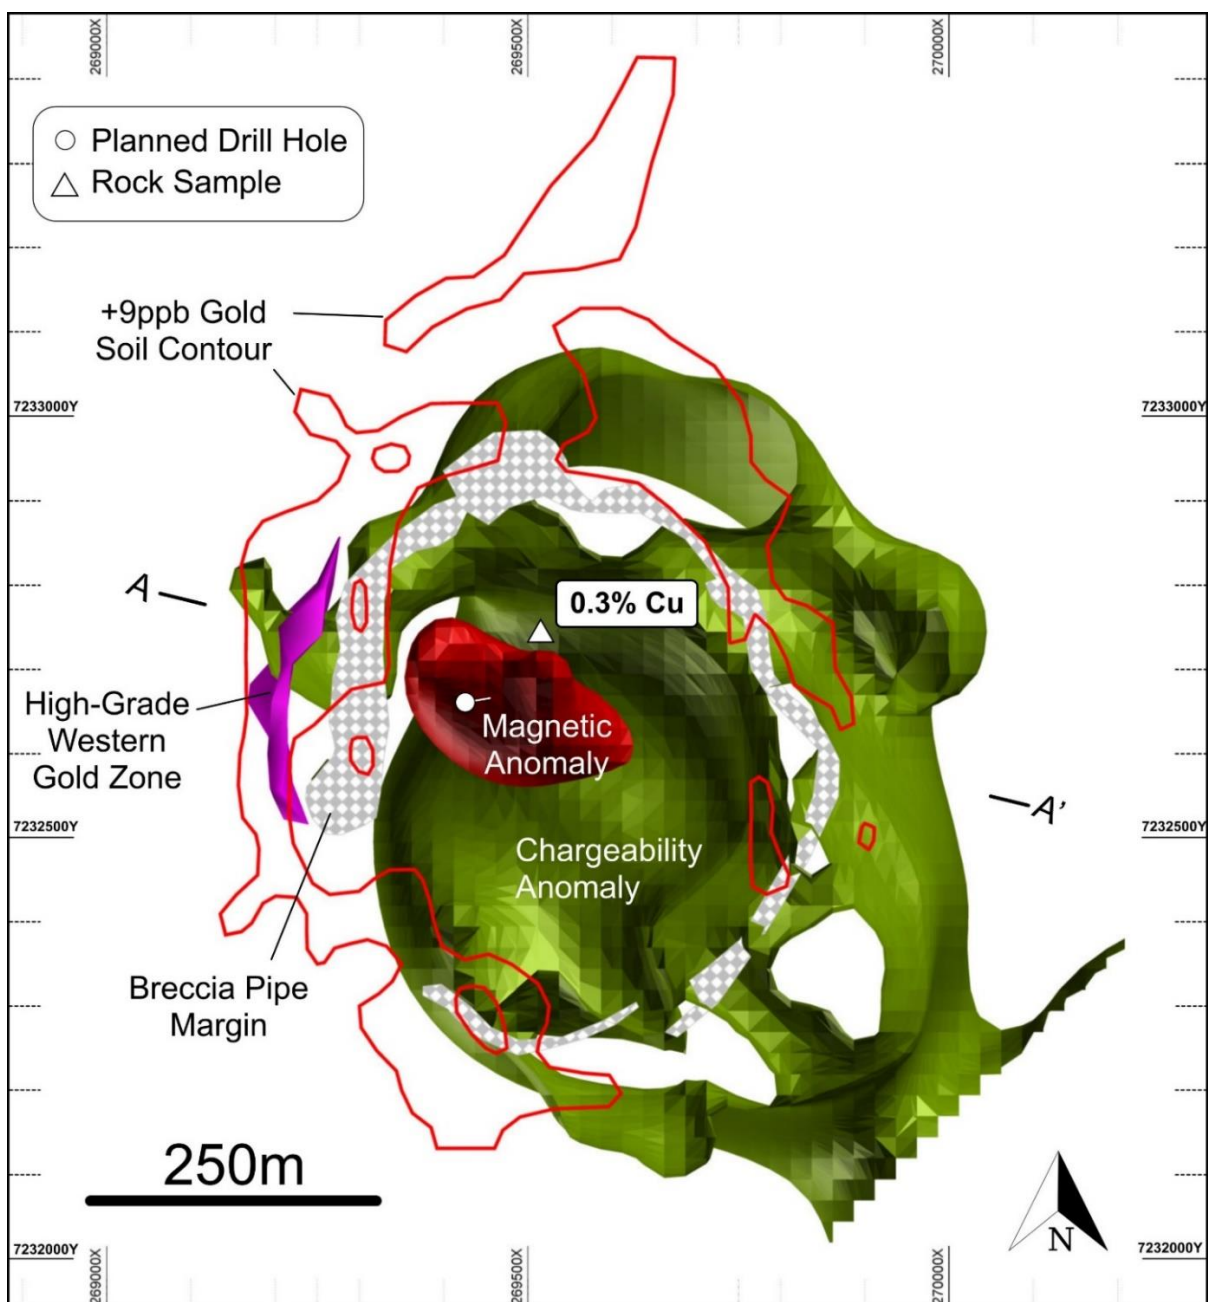 269000X
269500X
270000X
Planned Drill Hole
Rock Sample
+9ppb Gold
Soil Contour
7233000Y
7233000Y
A
0.3% Cu
High-Grade
Western
Gold Zone
Magnetic
Anomaly
A'
7232500Y
7232500Y
Chargeability
Anomaly
Breccia Pipe
Margin
250m
N
7232000Y
7232000Y
269000X
269500X
270000X